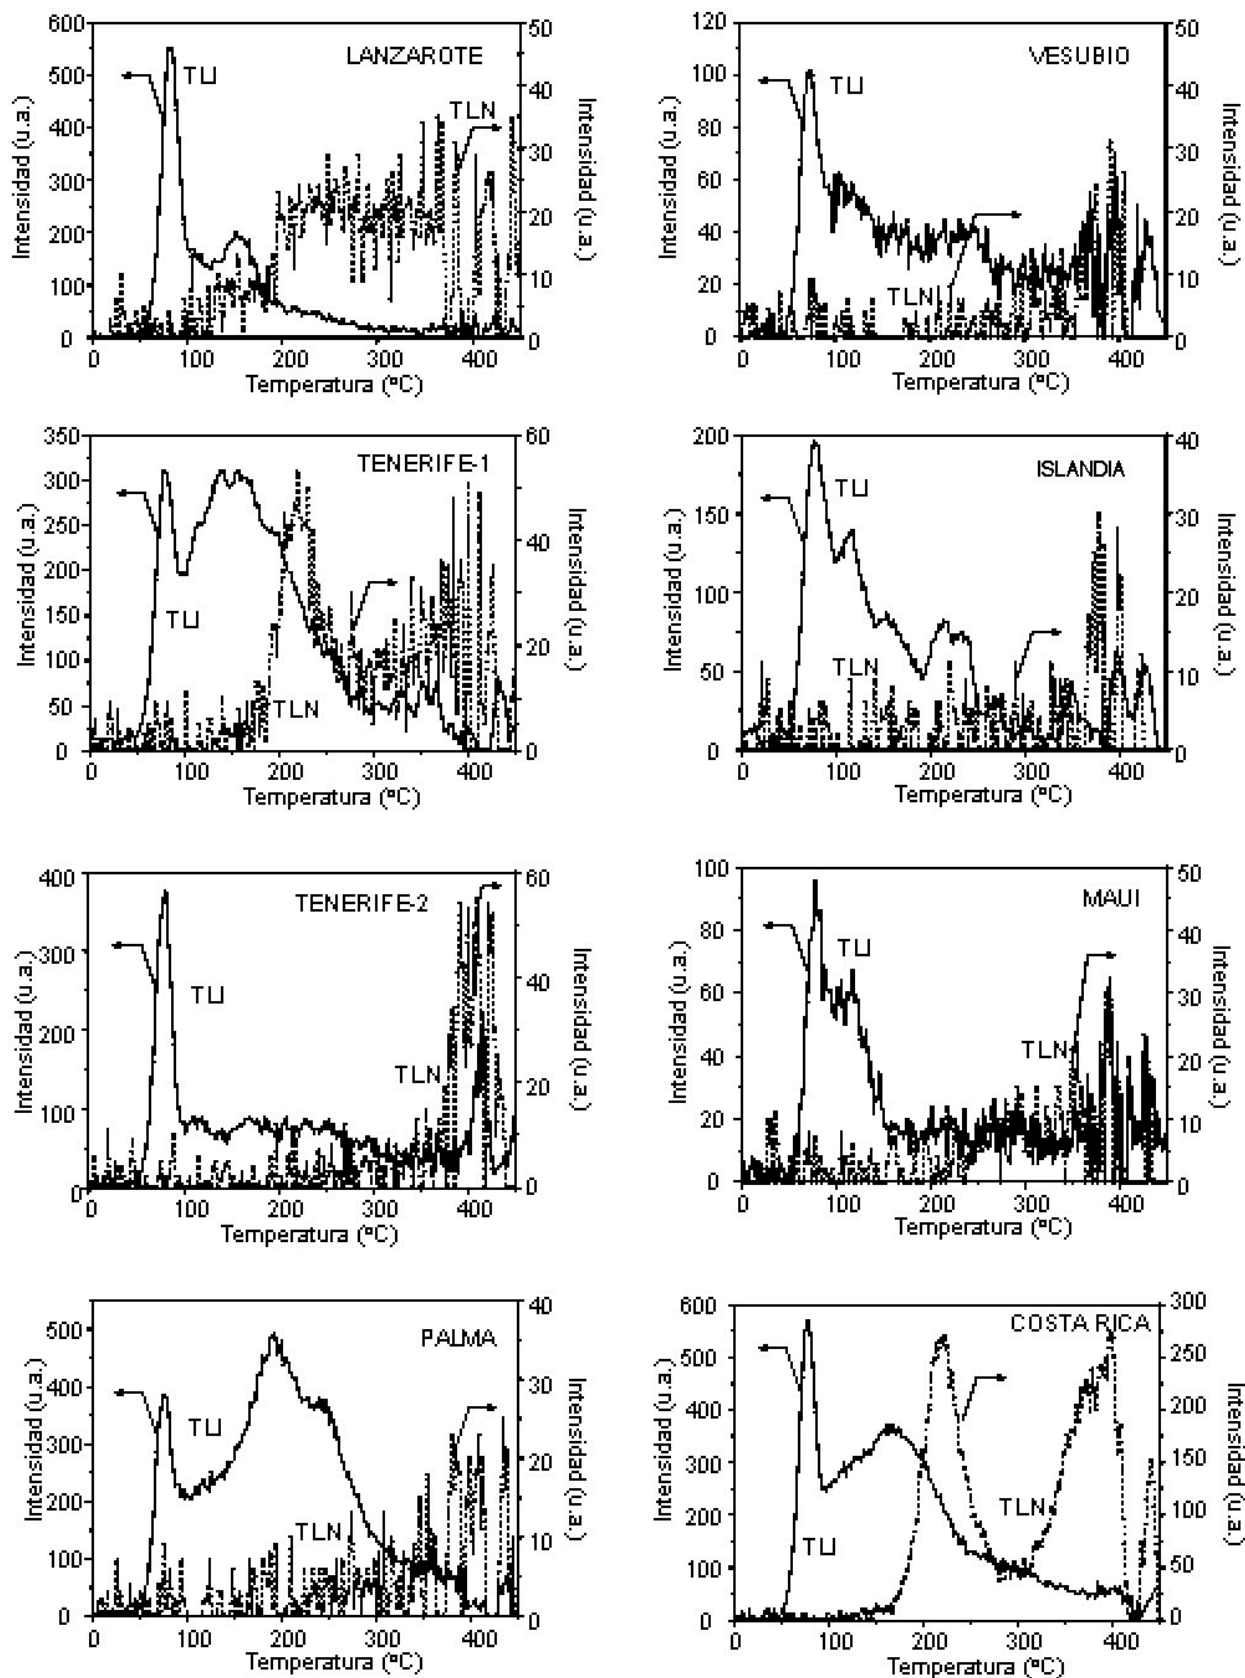 LANZAROTE
TLI
TLN
Intensidad (u.a.)
600
500
400
300
200
100
0
50
40
30
20
10
0
Intensidad (u.a.)
0 100 200 300 400
Temperatura (ºC)
VESUBIO
TLI
TLN
Intensidad (u.a.)
120
100
80
60
40
20
0
50
40
30
20
10
0
Intensidad (u.a.)
0 100 200 300 400
Temperatura (ºC)
TENERIFE-1
TLI
TLN
Intensidad (u.a.)
350
300
250
200
150
100
50
0
60
40
20
0
Intensidad (u.a.)
0 100 200 300 400
Temperatura (ºC)
ISLANDIA
TLI
TLN
Intensidad (u.a.)
200
150
100
50
0
40
30
20
10
0
Intensidad (u.a.)
0 100 200 300 400
Temperatura (ºC)
TENERIFE-2
TLI
TLN
Intensidad (u.a.)
400
300
200
100
0
60
40
20
0
Intensidad (u.a.)
0 100 200 300 400
Temperatura (ºC)
MAUI
TLI
TLN
Intensidad (u.a.)
100
80
60
40
20
0
50
40
30
20
10
0
Intensidad (u.a.)
0 100 200 300 400
Temperatura (ºC)
PALMA
TLI
TLN
Intensidad (u.a.)
500
400
300
200
100
0
40
30
20
10
0
Intensidad (u.a.)
0 100 200 300 400
Temperatura (ºC)
COSTA RICA
TLI
TLN
Intensidad (u.a.)
600
500
400
300
200
100
0
300
250
200
150
100
50
0
Intensidad (u.a.)
0 100 200 300 400
Temperatura (ºC)